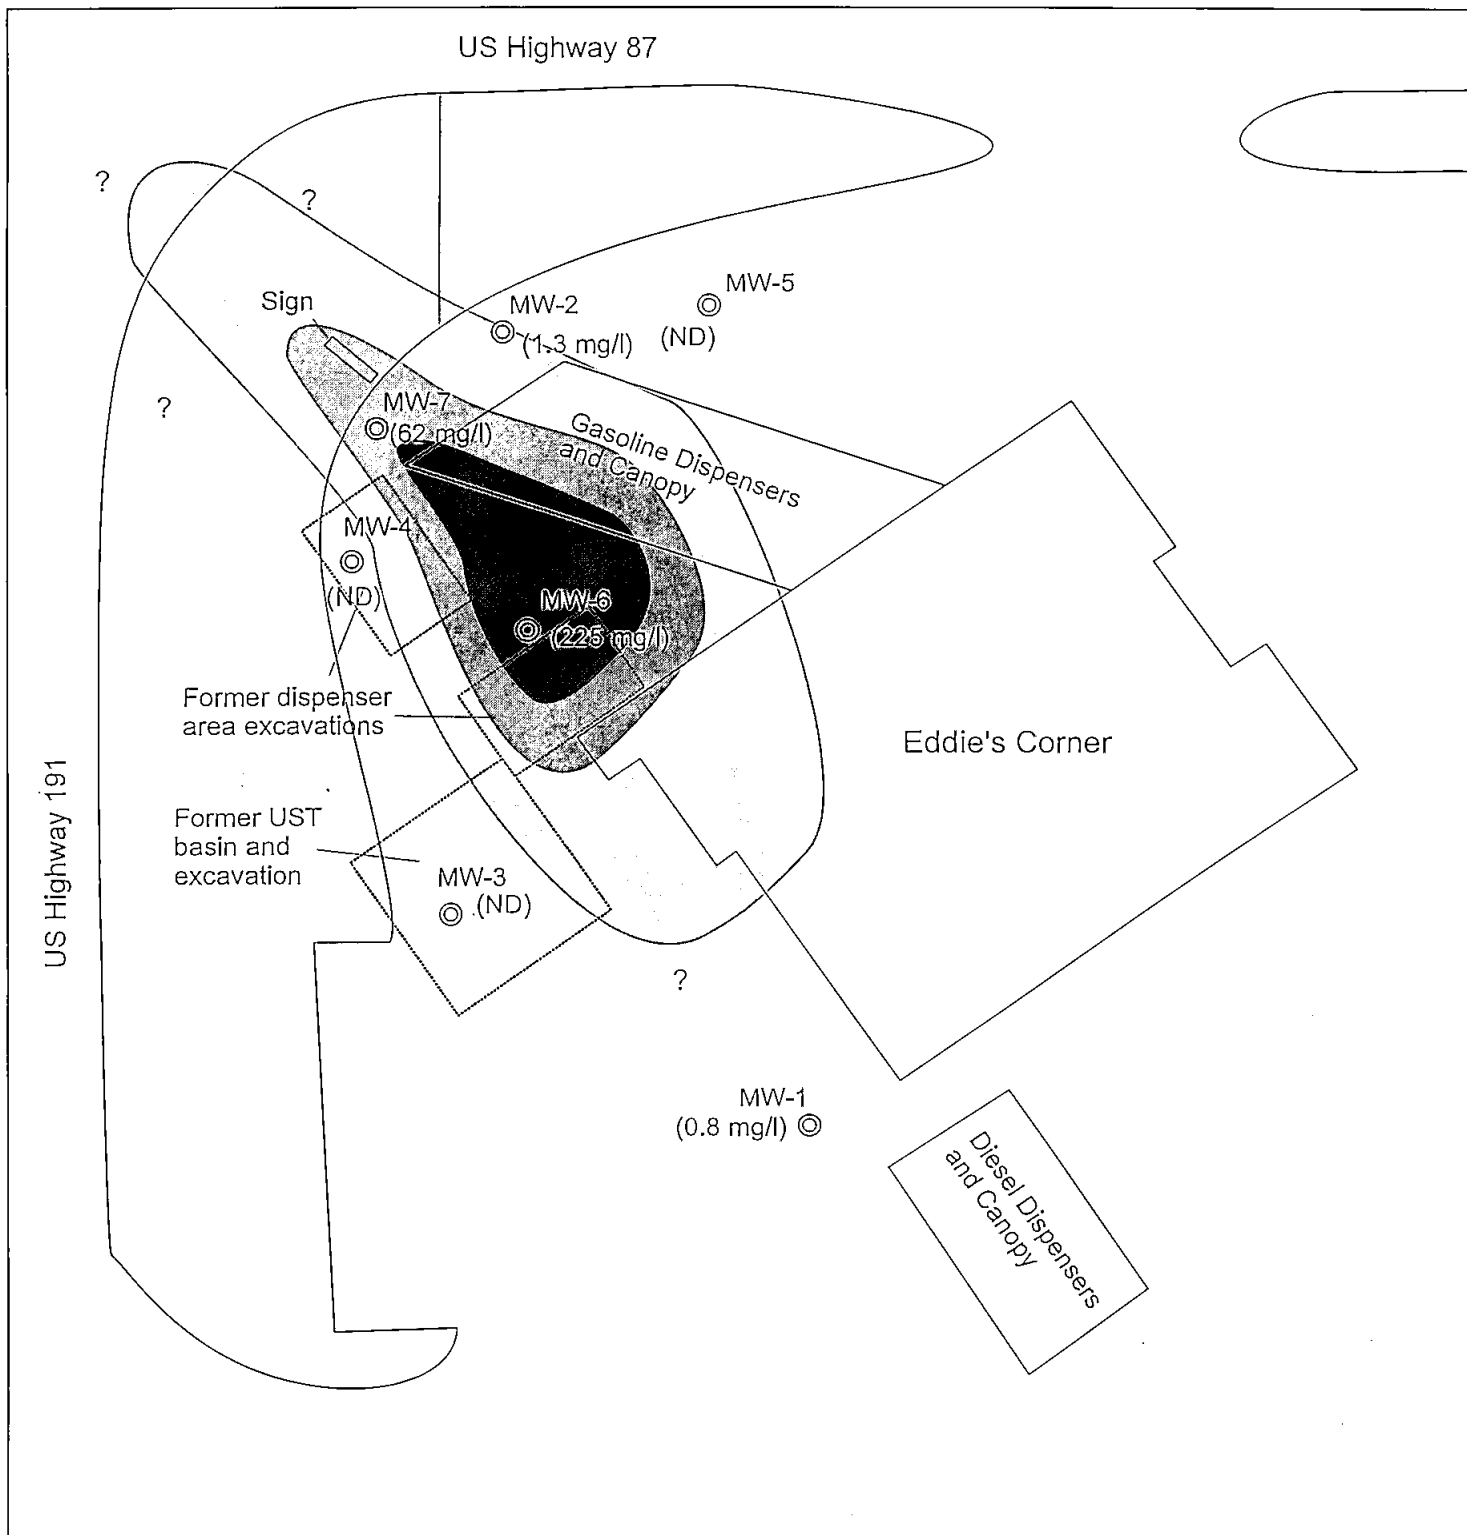 US Highway 87
?
?
Sign
MW-5
(ND)
MW-2
(1.3 mg/l)
?
MW-7
(62 mg/l)
Gasoline Dispensers
and Canopy
MW-4
(ND)
MW-6
(225 mg/l)
Former dispenser
area excavations
Eddie's Corner
US Highway 191
Former UST
basin and
excavation
MW-3
(ND)
?
MW-1
(0.8 mg/l)
Diesel Dispensers
and Canopy